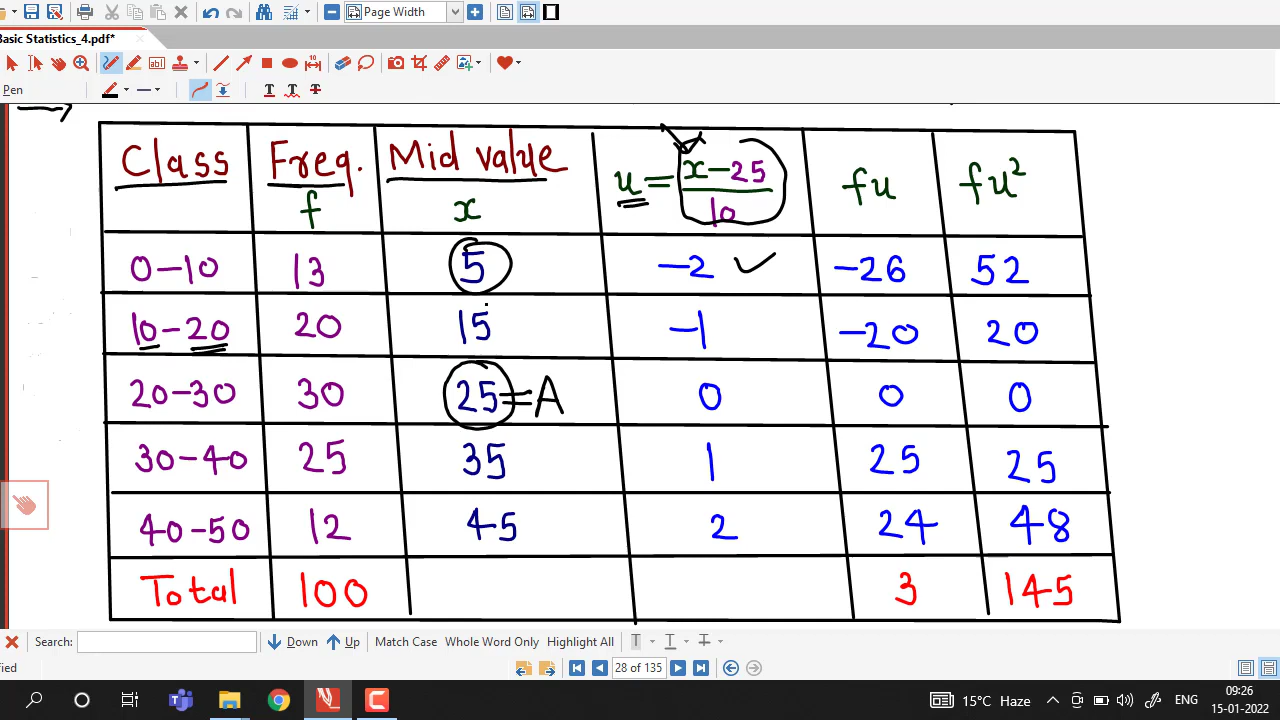 Page Width
Basic Statistics_4.pdf*
Pen
Class Freq. f Mid value x u = x-25/10 fu fu²
0-10 13 5 -2 ✓ -26 52
10-20 20 15 -1 -20 20
20-30 30 25 = A 0 0 0
30-40 25 35 1 25 25
40-50 12 45 2 24 48
Total 100 3 145
Search: Down Up Match Case Whole Word Only Highlight All T T T
fied 28 of 135
15°C Haze ENG 09:26
15-01-2022